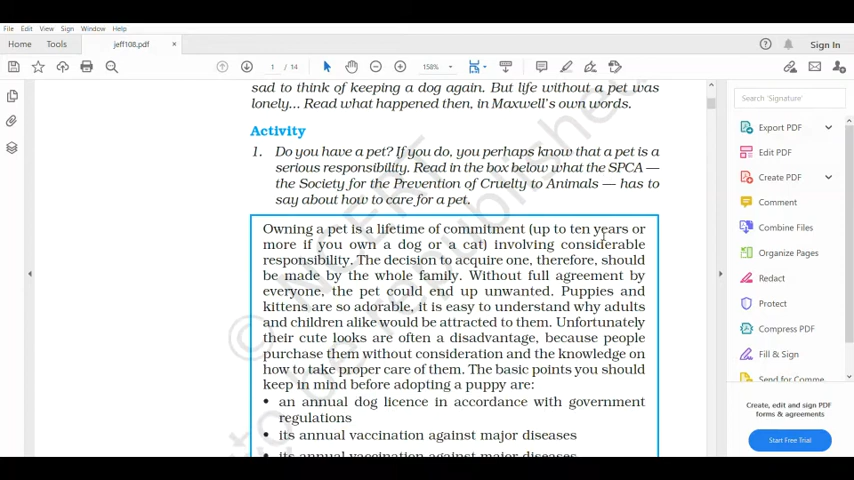 File Edit View Sign Window Help
Home Tools jeff108.pdf × Sign In
1 / 14 158%
sad to think of keeping a dog again. But life without a pet was
lonely... Read what happened then, in Maxwell's own words.
Activity
1. Do you have a pet? If you do, you perhaps know that a pet is a
serious responsibility. Read in the box below what the SPCA —
the Society for the Prevention of Cruelty to Animals — has to
say about how to care for a pet.
Owning a pet is a lifetime of commitment (up to ten years or
more if you own a dog or a cat) involving considerable
responsibility. The decision to acquire one, therefore, should
be made by the whole family. Without full agreement by
everyone, the pet could end up unwanted. Puppies and
kittens are so adorable, it is easy to understand why adults
and children alike would be attracted to them. Unfortunately
their cute looks are often a disadvantage, because people
purchase them without consideration and the knowledge on
how to take proper care of them. The basic points you should
keep in mind before adopting a puppy are:
• an annual dog licence in accordance with government
regulations
• its annual vaccination against major diseases
• its annual vaccination against major diseases
© NCERT
to be republished
Search 'Signature'
Export PDF
Edit PDF
Create PDF
Comment
Combine Files
Organize Pages
Redact
Protect
Compress PDF
Fill & Sign
Send for Comme
Create, edit and sign PDF
forms & agreements
Start Free Trial